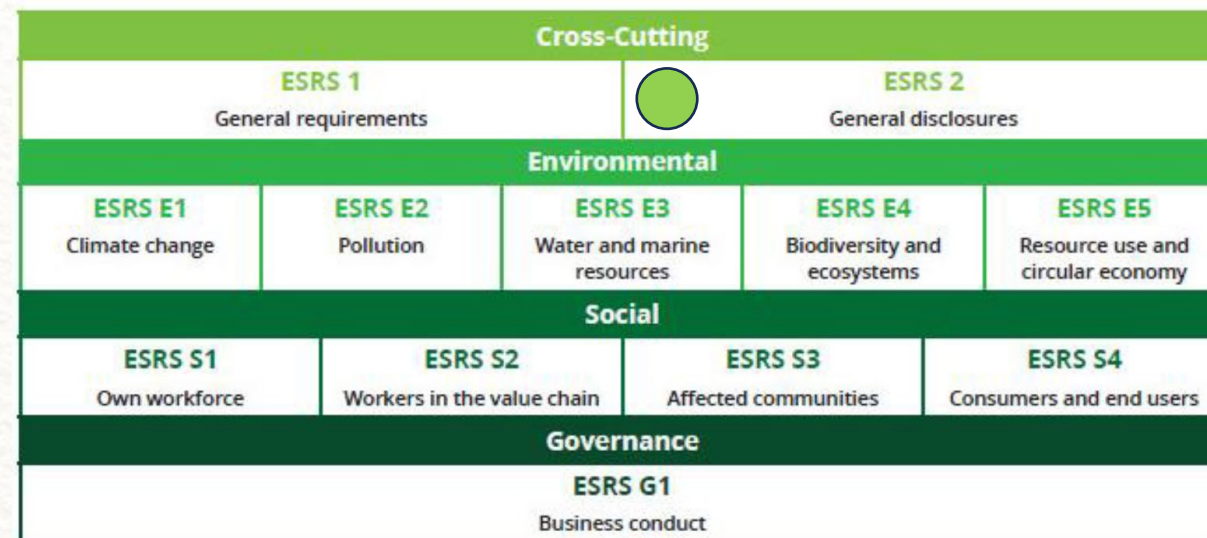 Cross-Cutting
ESRS 1
General requirements
ESRS 2
General disclosures
Environmental
ESRS E1
Climate change
ESRS E2
Pollution
ESRS E3
Water and marine
resources
ESRS E4
Biodiversity and
ecosystems
ESRS E5
Resource use and
circular economy
Social
ESRS S1
Own workforce
ESRS S2
Workers in the value chain
ESRS S3
Affected communities
ESRS S4
Consumers and end users
Governance
ESRS G1
Business conduct